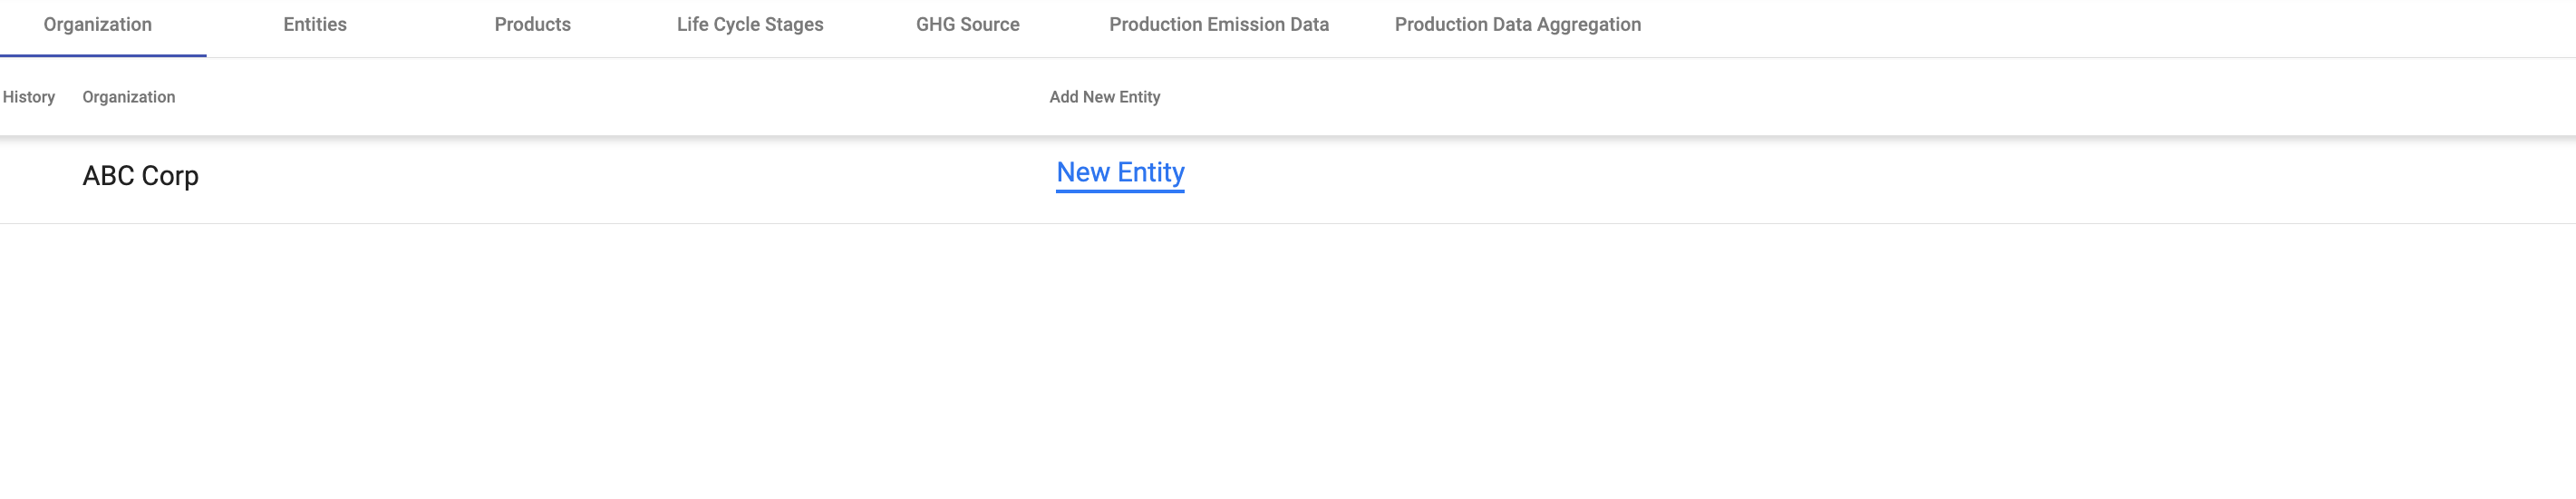 Organization Entities Products Life Cycle Stages GHG Source Production Emission Data Production Data Aggregation
History Organization Add New Entity
ABC Corp New Entity